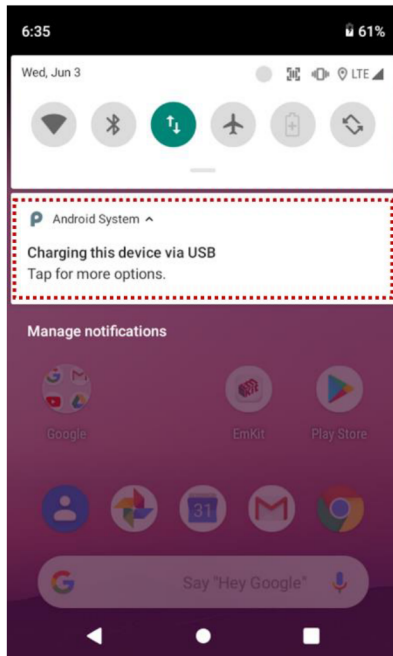 6:35 61%
Wed, Jun 3 LTE
Android System
Charging this device via USB
Tap for more options.
Manage notifications
Google EmKit Play Store
31
Say "Hey Google"